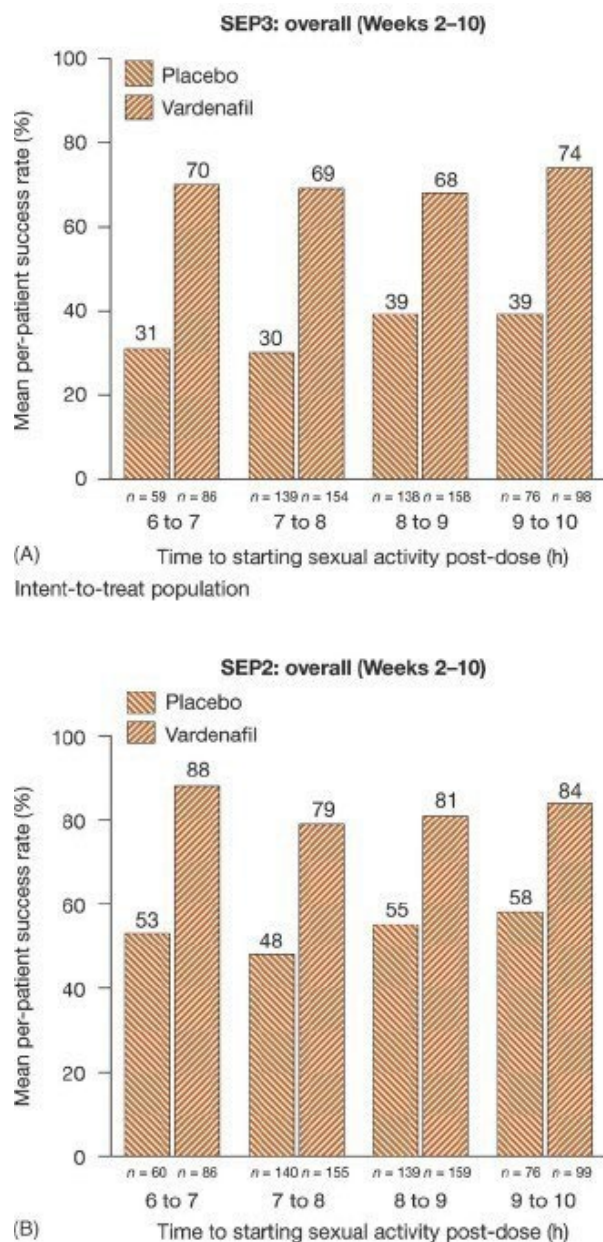 SEP3: overall (Weeks 2–10)
Placebo
Vardenafil
Mean per-patient success rate (%)
100
80
60
40
20
0
31
70
30
69
39
68
39
74
n = 59 n = 86 n = 139 n = 154 n = 138 n = 158 n = 76 n = 98
6 to 7 7 to 8 8 to 9 9 to 10
(A) Time to starting sexual activity post-dose (h)
Intent-to-treat population
SEP2: overall (Weeks 2–10)
Placebo
Vardenafil
Mean per-patient success rate (%)
100
80
60
40
20
0
53
88
48
79
55
81
58
84
n = 60 n = 86 n = 140 n = 155 n = 139 n = 159 n = 76 n = 99
6 to 7 7 to 8 8 to 9 9 to 10
(B) Time to starting sexual activity post-dose (h)